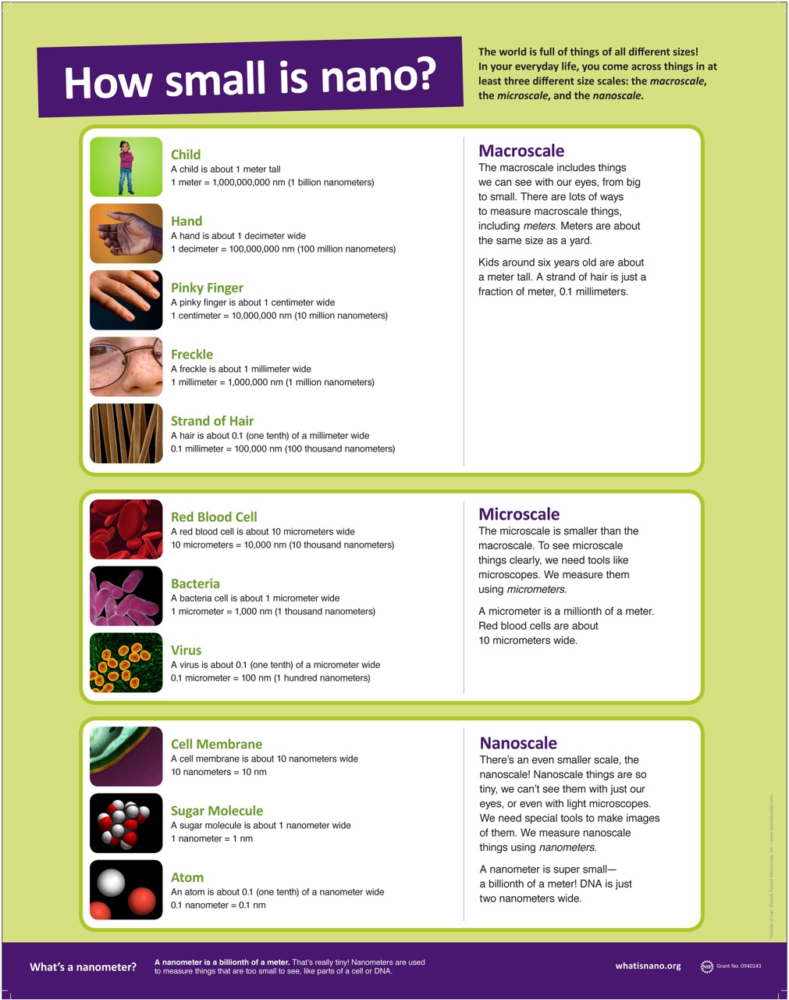 How small is nano?
The world is full of things of all different sizes!
In your everyday life, you come across things in at
least three different size scales: the macroscale,
the microscale, and the nanoscale.
Child
A child is about 1 meter tall
1 meter = 1,000,000,000 nm (1 billion nanometers)
Hand
A hand is about 1 decimeter wide
1 decimeter = 100,000,000 nm (100 million nanometers)
Pinky Finger
A pinky finger is about 1 centimeter wide
1 centimeter = 10,000,000 nm (10 million nanometers)
Freckle
A freckle is about 1 millimeter wide
1 millimeter = 1,000,000 nm (1 million nanometers)
Strand of Hair
A hair is about 0.1 (one tenth) of a millimeter wide
0.1 millimeter = 100,000 nm (100 thousand nanometers)
Macroscale
The macroscale includes things
we can see with our eyes, from big
to small. There are lots of ways
to measure macroscale things,
including meters. Meters are about
the same size as a yard.
Kids around six years old are about
a meter tall. A strand of hair is just a
fraction of meter, 0.1 millimeters.
Red Blood Cell
A red blood cell is about 10 micrometers wide
10 micrometers = 10,000 nm (10 thousand nanometers)
Bacteria
A bacteria cell is about 1 micrometer wide
1 micrometer = 1,000 nm (1 thousand nanometers)
Virus
A virus is about 0.1 (one tenth) of a micrometer wide
0.1 micrometer = 100 nm (1 hundred nanometers)
Microscale
The microscale is smaller than the
macroscale. To see microscale
things clearly, we need tools like
microscopes. We measure them
using micrometers.
A micrometer is a millionth of a meter.
Red blood cells are about
10 micrometers wide.
Cell Membrane
A cell membrane is about 10 nanometers wide
10 nanometers = 10 nm
Sugar Molecule
A sugar molecule is about 1 nanometer wide
1 nanometer = 1 nm
Atom
An atom is about 0.1 (one tenth) of a nanometer wide
0.1 nanometer = 0.1 nm
Nanoscale
There's an even smaller scale, the
nanoscale! Nanoscale things are so
tiny, we can't see them with just our
eyes, or even with light microscopes.
We need special tools to make images
of them. We measure nanoscale
things using nanometers.
A nanometer is super small—
a billionth of a meter! DNA is just
two nanometers wide.
Strands of hair: Dennis Kunkel Microscopy, Inc. / www.denniskunkel.com
What's a nanometer?
A nanometer is a billionth of a meter. That's really tiny! Nanometers are used
to measure things that are too small to see, like parts of a cell or DNA.
whatisnano.org
NSF
Grant No. 0940143